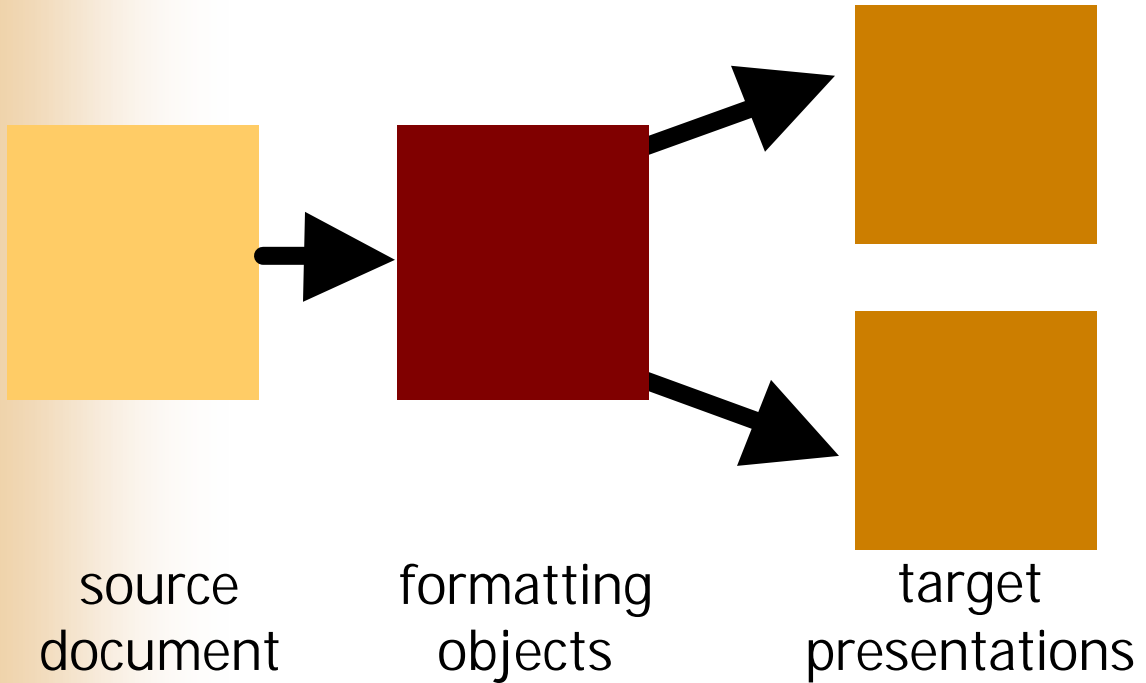 source
document
formatting
objects
target
presentations